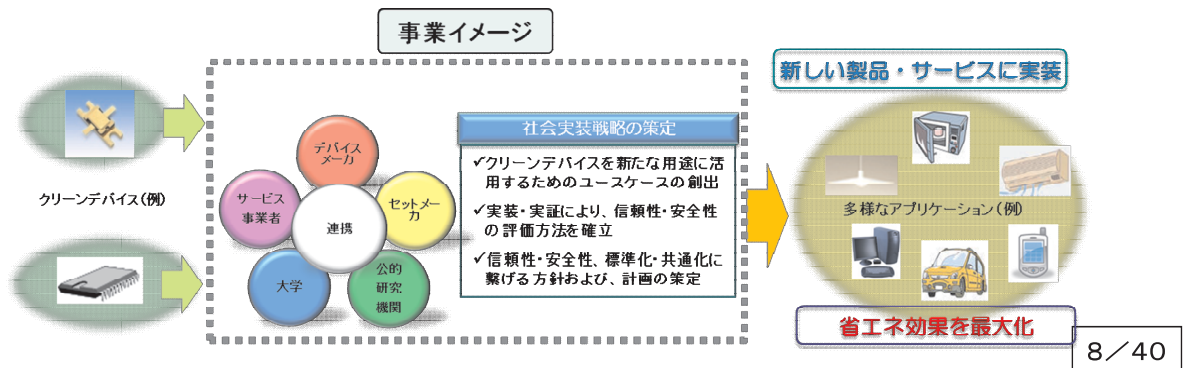 事業イメージ
クリーンデバイス(例)
デバイス
メーカ
サービス
事業者
セットメー
カ
連携
大学
公的
研究
機関
社会実装戦略の策定
✓クリーンデバイスを新たな用途に活
用するためのユースケースの創出
✓実装・実証により、信頼性・安全性
の評価方法を確立
✓信頼性・安全性、標準化・共通化に
繋げる方針および、計画の策定
新しい製品・サービスに実装
多様なアプリケーション(例)
省エネ効果を最大化
8/40